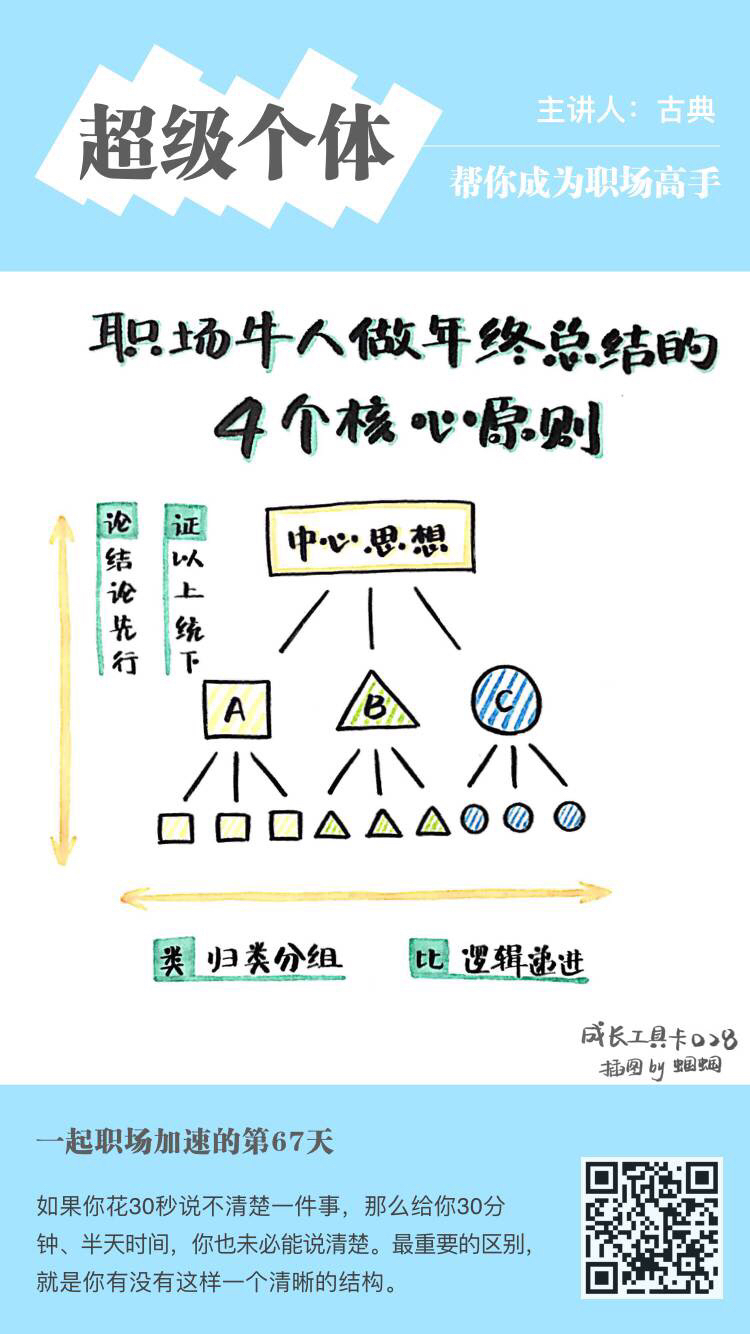 超级个体
主讲人：古典
帮你成为职场高手
职场牛人做年终总结的
4个核心原则
论 结论先行
证 以上统下
中心思想
A
B
C
类 归类分组
比 逻辑递进
成长工具卡028
插图by 蝈蝈
一起职场加速的第67天
如果你花30秒说不清楚一件事，那么给你30分
钟、半天时间，你也未必能说清楚。最重要的区别，
就是你有没有这样一个清晰的结构。